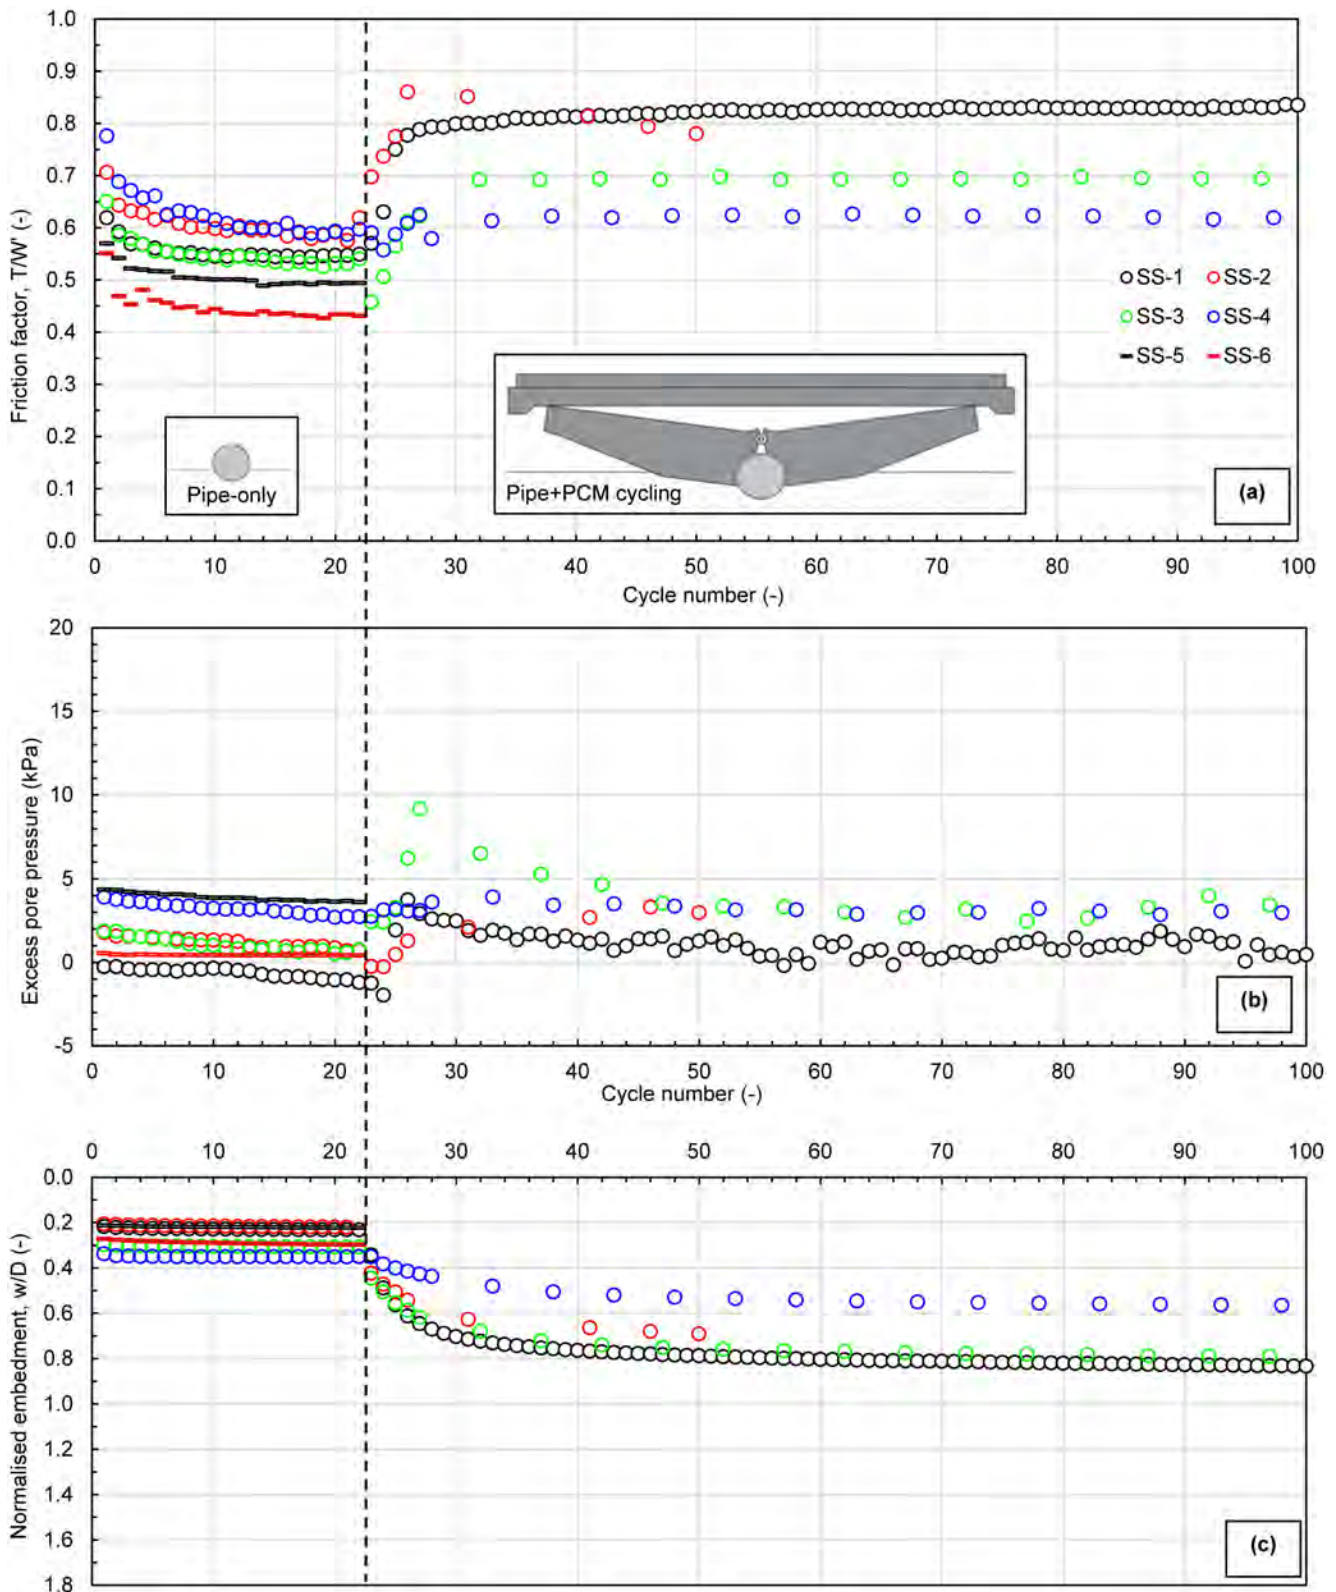 1.0
0.9
0.8
0.7
0.6
0.5
0.4
0.3
0.2
0.1
0.0
Friction factor, T/W' (-)
SS-1 SS-2
SS-3 SS-4
SS-5 SS-6
Pipe-only
Pipe+PCM cycling
(a)
0 10 20 30 40 50 60 70 80 90 100
Cycle number (-)
20
15
10
5
0
-5
Excess pore pressure (kPa)
(b)
0 10 20 30 40 50 60 70 80 90 100
Cycle number (-)
0 10 20 30 40 50 60 70 80 90 100
0.0
0.2
0.4
0.6
0.8
1.0
1.2
1.4
1.6
1.8
Normalised embedment, w/D (-)
(c)